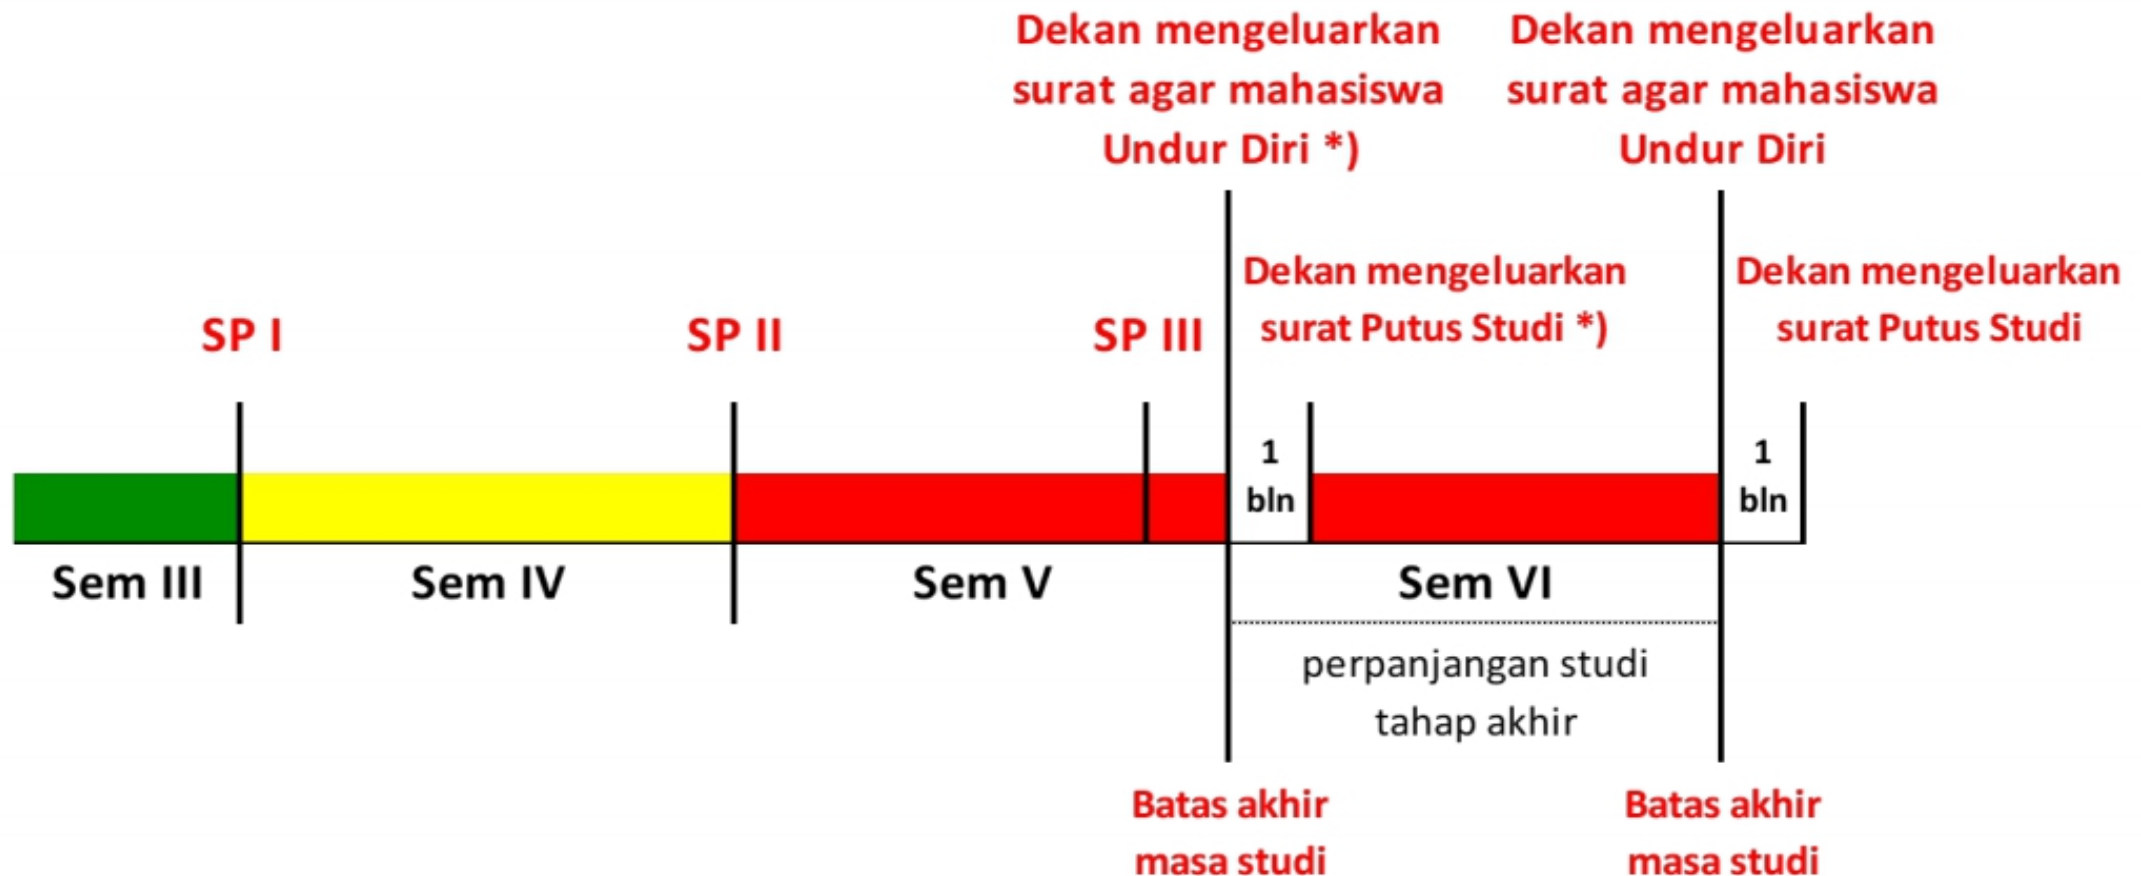 Dekan mengeluarkan
surat agar mahasiswa
Undur Diri *)
Dekan mengeluarkan
surat agar mahasiswa
Undur Diri
Dekan mengeluarkan
surat Putus Studi *)
Dekan mengeluarkan
surat Putus Studi
SP I
SP II
SP III
1
bln
1
bln
Sem III
Sem IV
Sem V
Sem VI
perpanjangan studi
tahap akhir
Batas akhir
masa studi
Batas akhir
masa studi